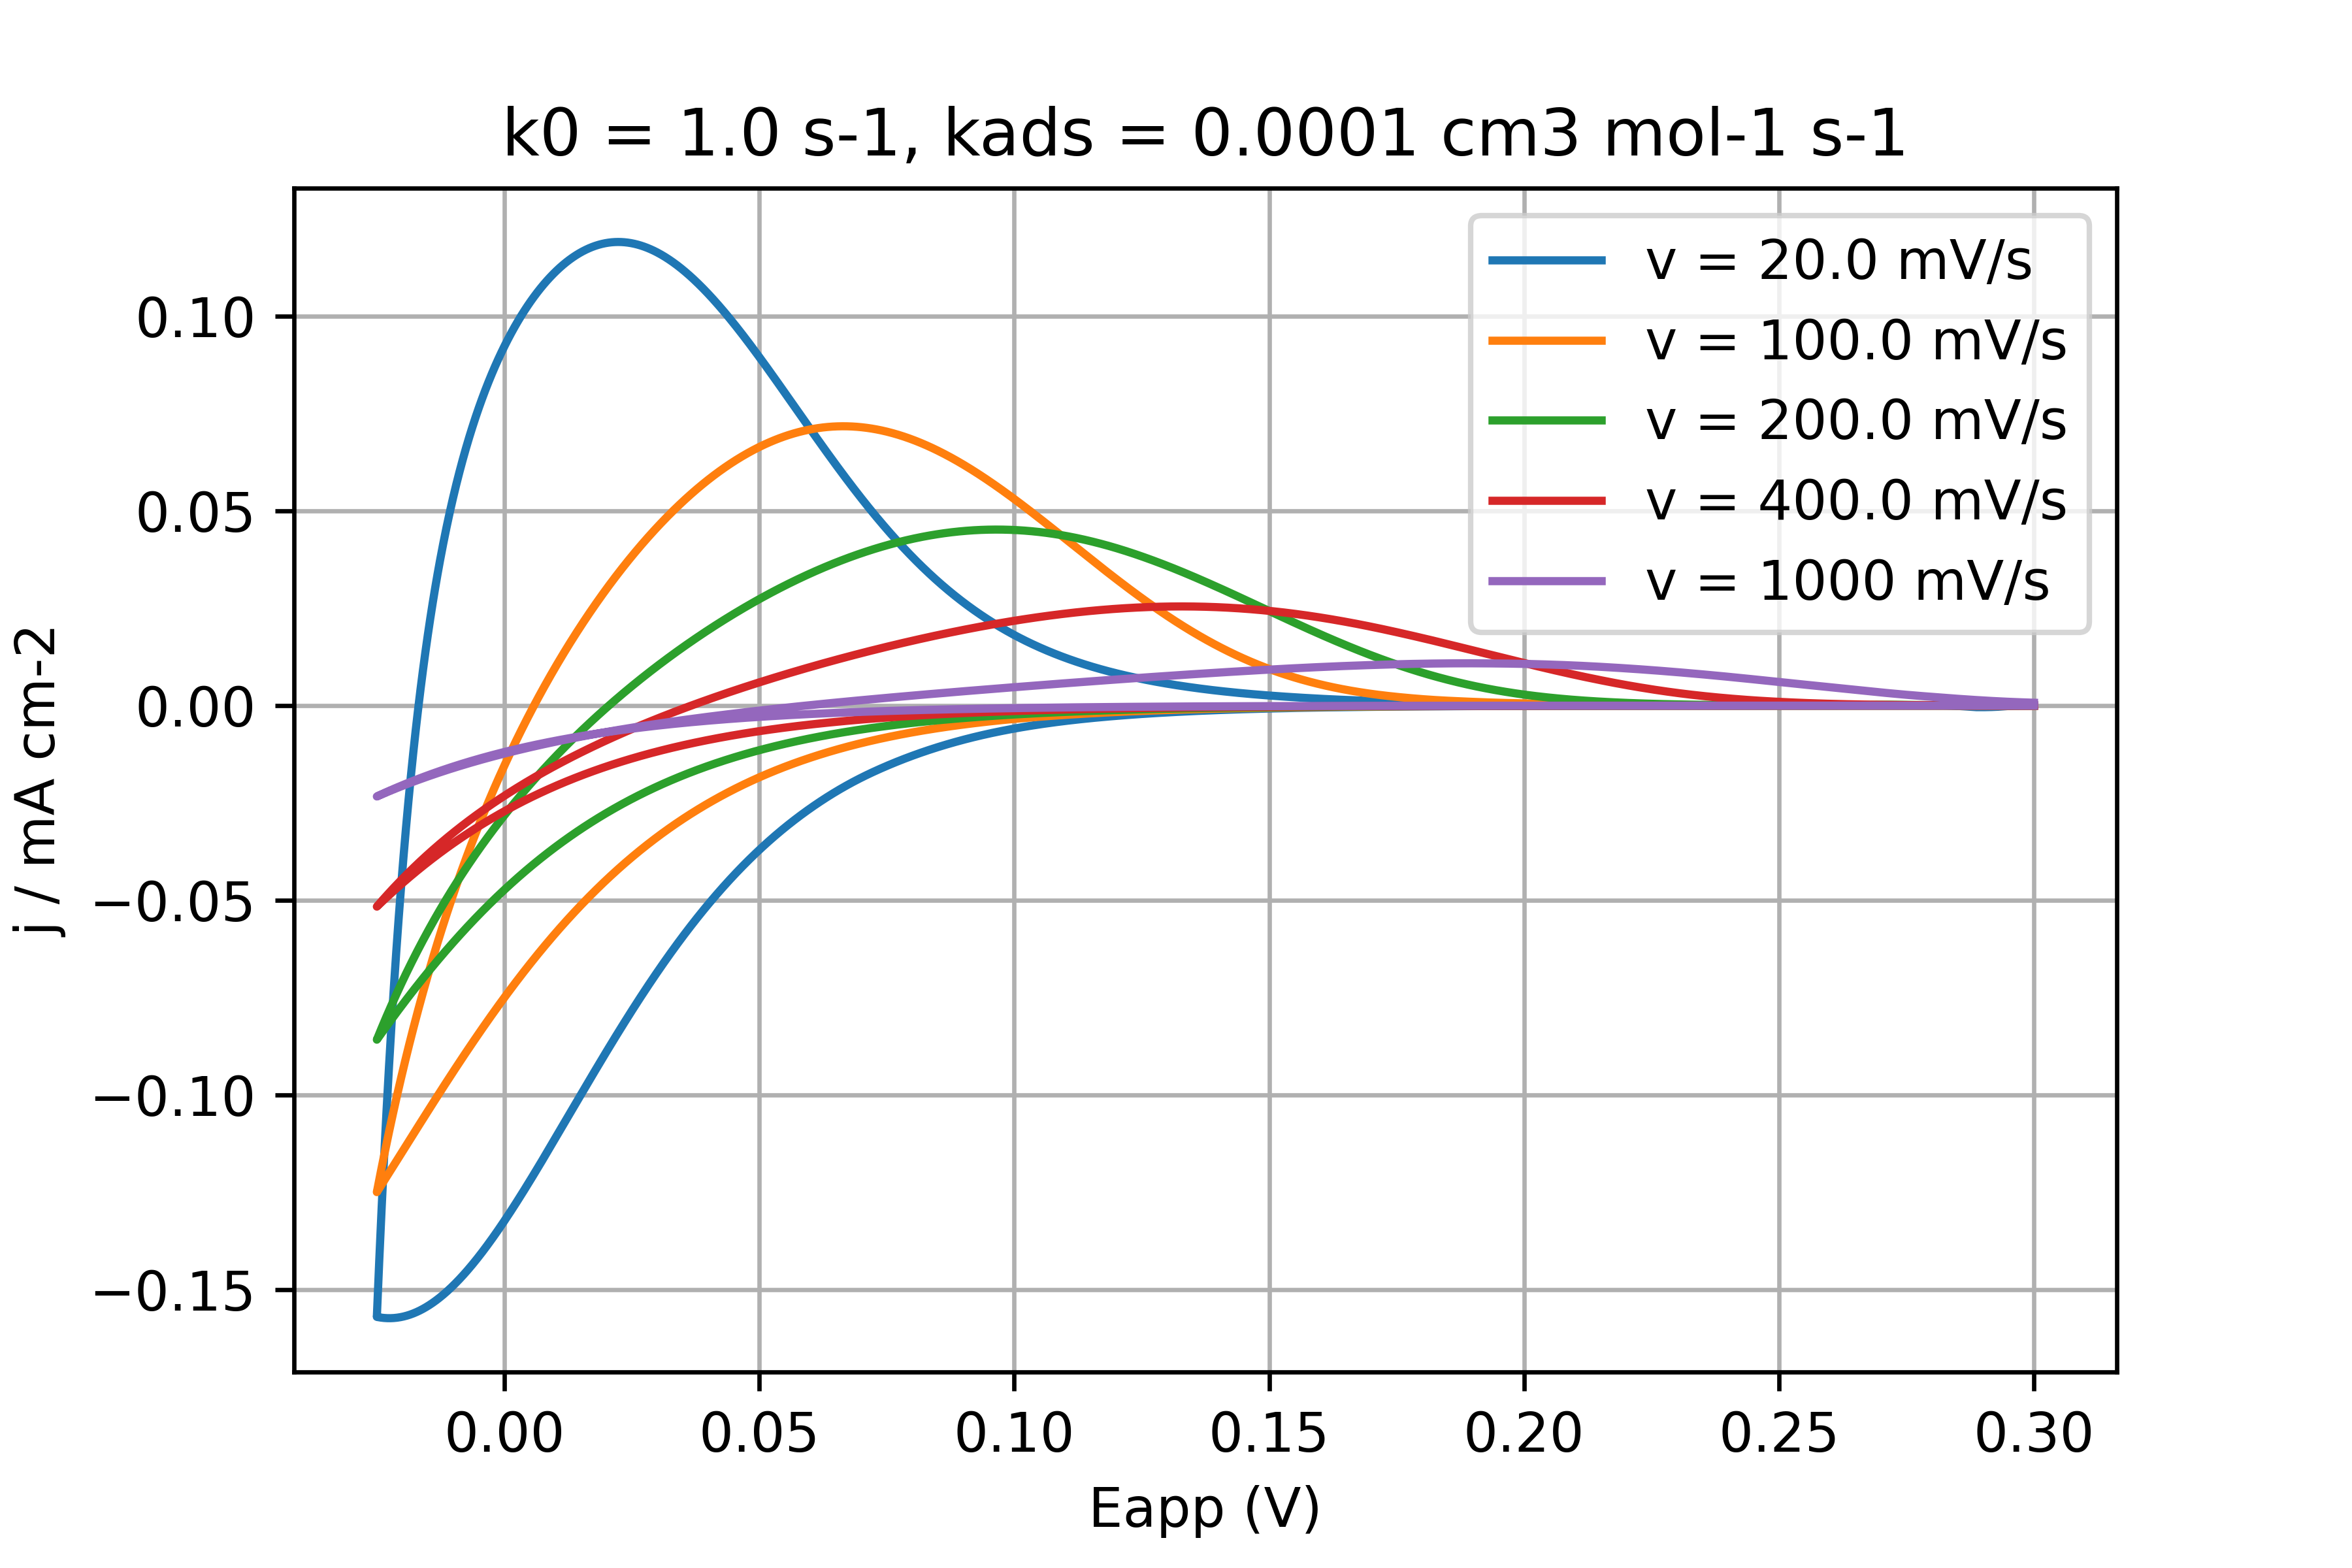 k0 = 1.0 s-1, kads = 0.0001 cm3 mol-1 s-1
v = 20.0 mV/s
v = 100.0 mV/s
v = 200.0 mV/s
v = 400.0 mV/s
v = 1000 mV/s
j / mA cm-2
0.10
0.05
0.00
−0.05
−0.10
−0.15
0.00 0.05 0.10 0.15 0.20 0.25 0.30
Eapp (V)